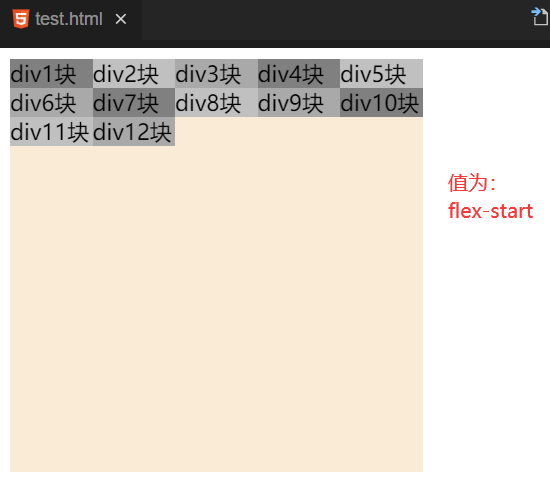 test.html
div1块 div2块 div3块 div4块 div5块
div6块 div7块 div8块 div9块 div10块
div11块 div12块
值为：
flex-start